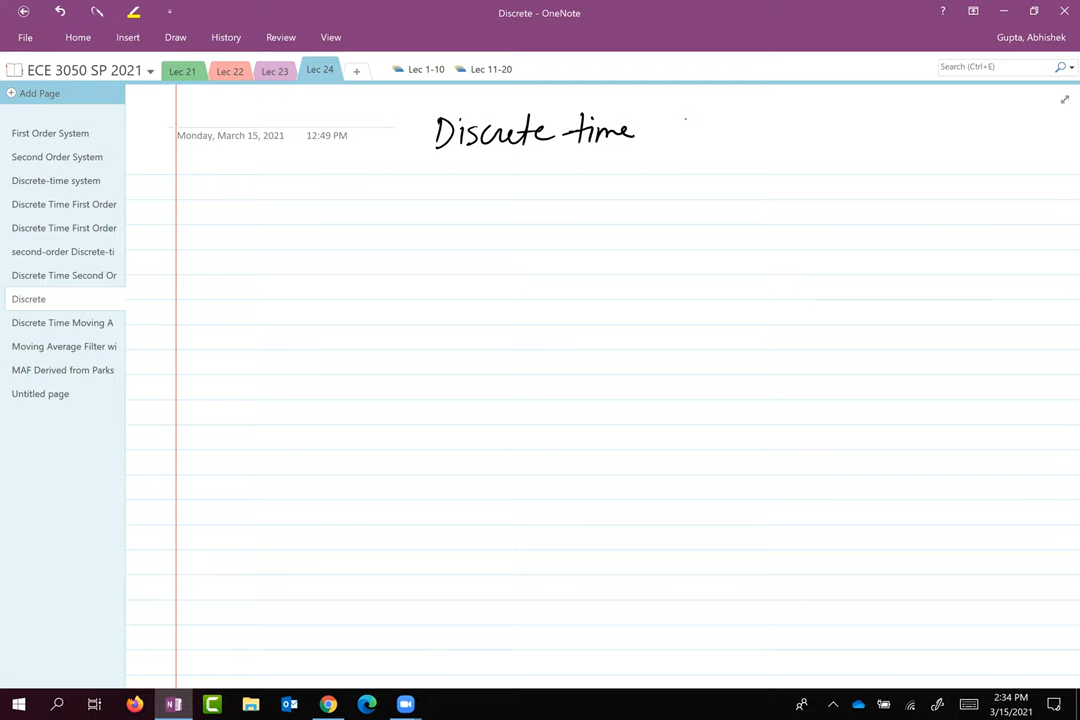 Discrete - OneNote
?
Gupta, Abhishek
File Home Insert Draw History Review View
ECE 3050 SP 2021 Lec 21 Lec 22 Lec 23 Lec 24 + Lec 1-10 Lec 11-20 Search (Ctrl+E)
Add Page
Discrete time
Monday, March 15, 2021 12:49 PM
First Order System
Second Order System
Discrete-time system
Discrete Time First Order
Discrete Time First Order
second-order Discrete-ti
Discrete Time Second Or
Discrete
Discrete Time Moving A
Moving Average Filter wi
MAF Derived from Parks
Untitled page
2:34 PM
3/15/2021